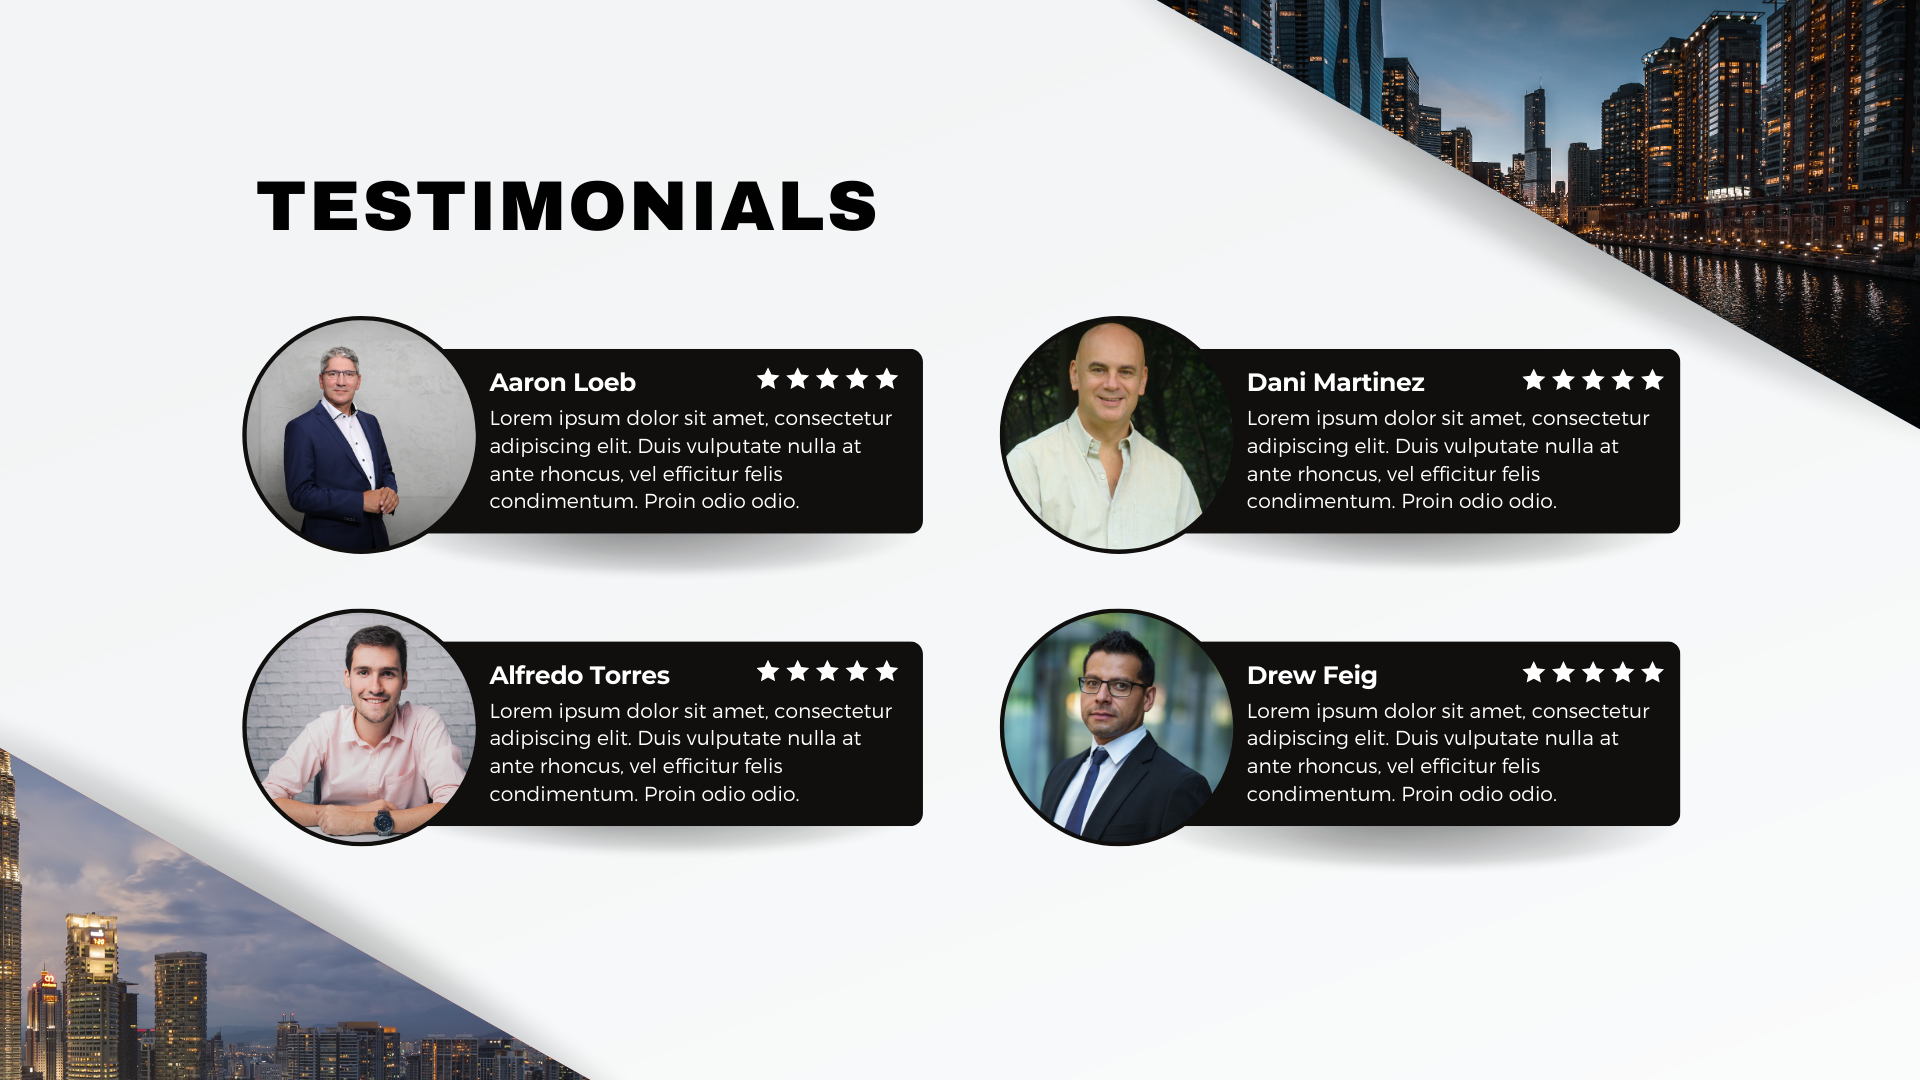 TESTIMONIALS
Aaron Loeb
Lorem ipsum dolor sit amet, consectetur
adipiscing elit. Duis vulputate nulla at
ante rhoncus, vel efficitur felis
condimentum. Proin odio odio.
Dani Martinez
Lorem ipsum dolor sit amet, consectetur
adipiscing elit. Duis vulputate nulla at
ante rhoncus, vel efficitur felis
condimentum. Proin odio odio.
Alfredo Torres
Lorem ipsum dolor sit amet, consectetur
adipiscing elit. Duis vulputate nulla at
ante rhoncus, vel efficitur felis
condimentum. Proin odio odio.
Drew Feig
Lorem ipsum dolor sit amet, consectetur
adipiscing elit. Duis vulputate nulla at
ante rhoncus, vel efficitur felis
condimentum. Proin odio odio.